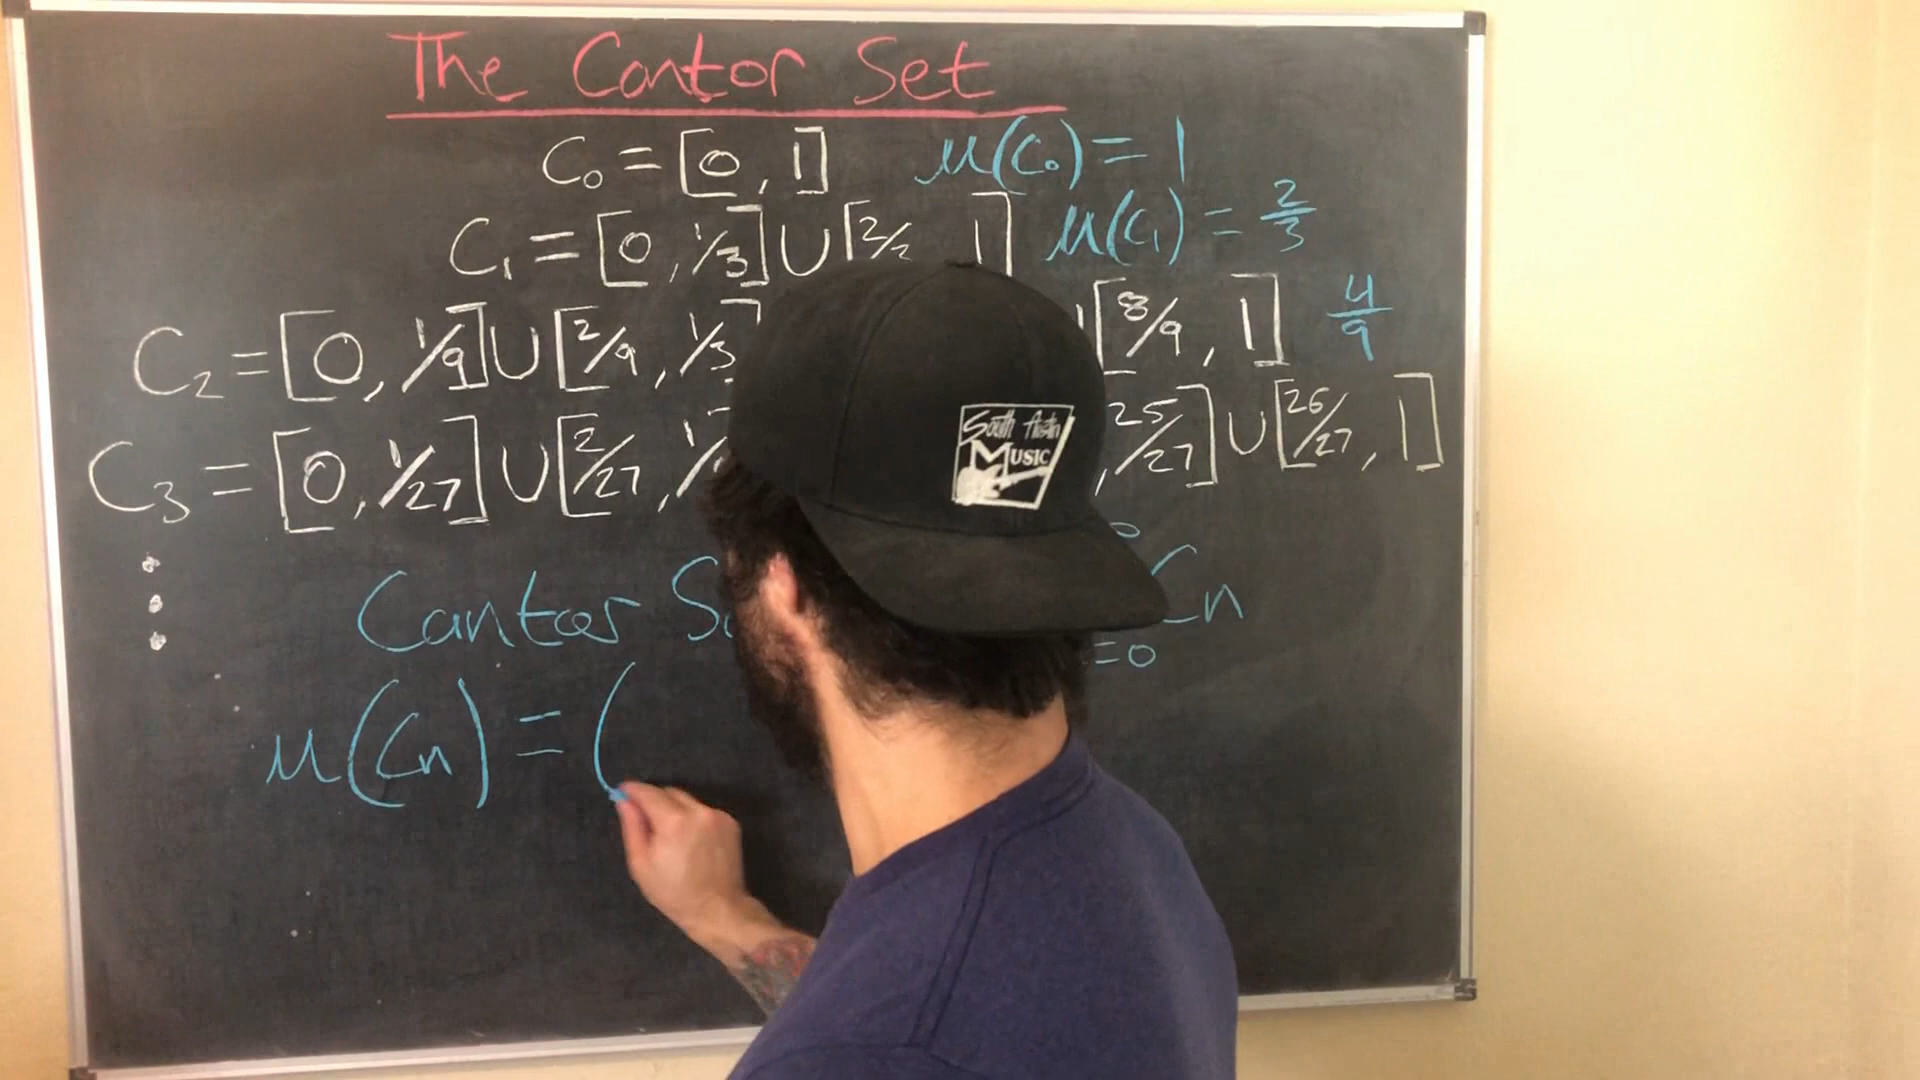 The Cantor Set
C₀ = [0, 1] μ(C₀) = 1
C₁ = [0, 1/3] ∪ [2/ 1] μ(C₁) = 2/3
C₂ = [0, 1/9] ∪ [2/9, 1/3] [8/9, 1] 4/9
C₃ = [0, 1/27] ∪ [2/27, 1/ , 25/27] ∪ [26/27, 1]
Cantor Cn
=0
μ(Cn) = (
South Austin
Music